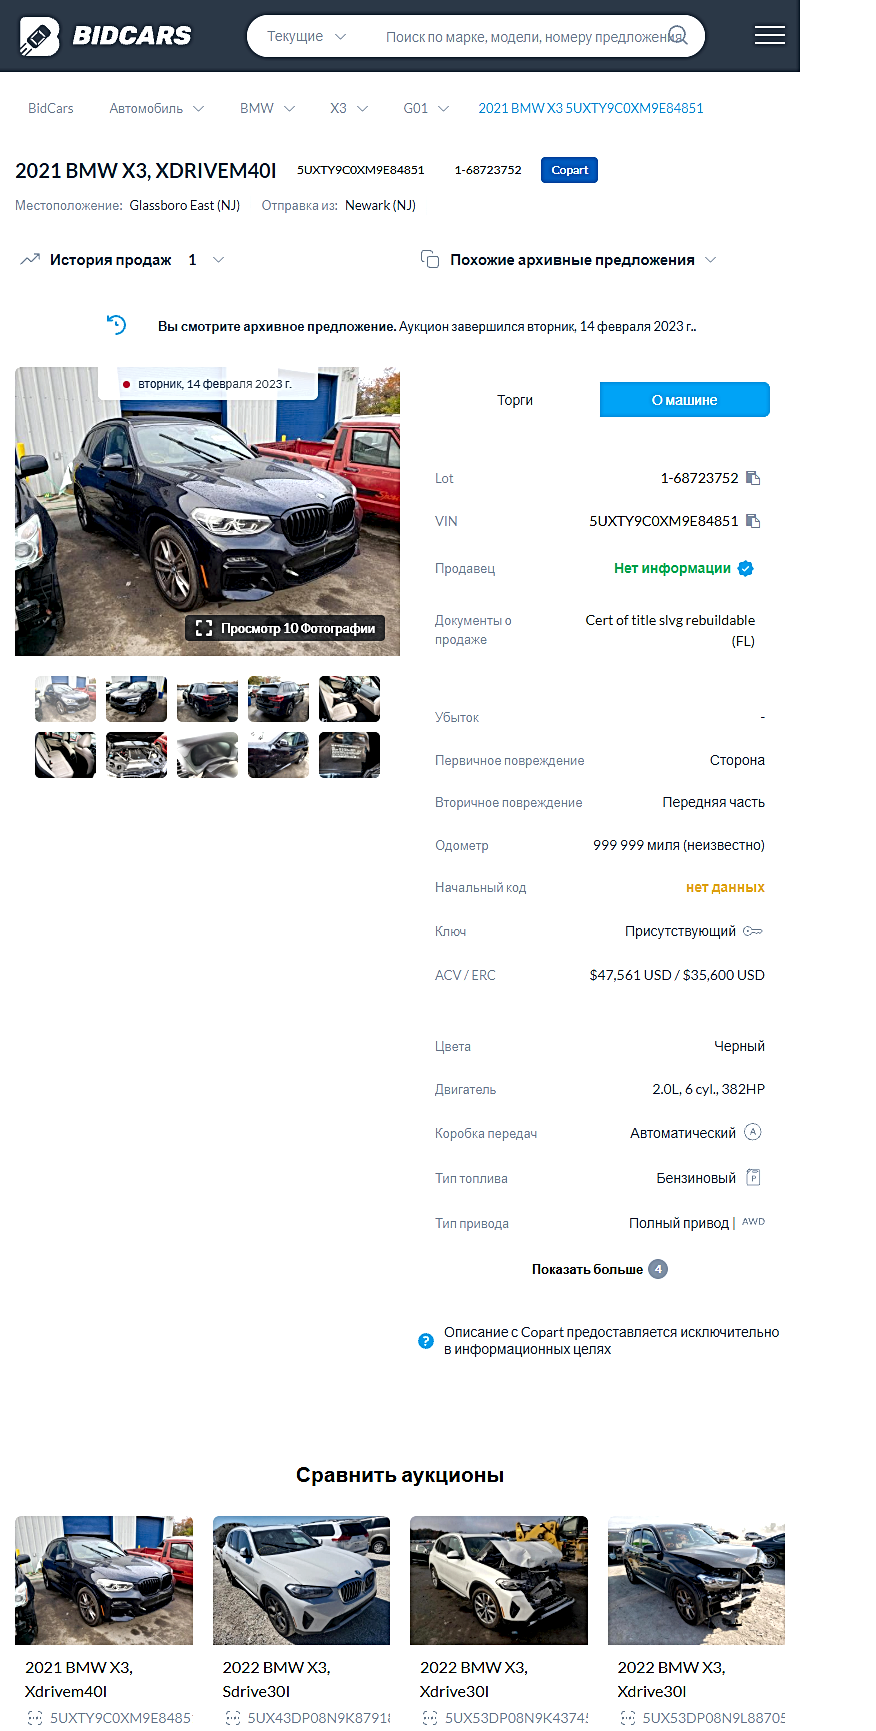 BIDCARS
Текущие
Поиск по марке, модели, номеру предложения
BidCars Автомобиль BMW X3 G01 2021 BMW X3 5UXTY9C0XM9E84851
2021 BMW X3, XDRIVEM40I 5UXTY9C0XM9E84851 1-68723752 Copart
Местоположение: Glassboro East (NJ) Отправка из: Newark (NJ)
История продаж 1
Похожие архивные предложения
Вы смотрите архивное предложение. Аукцион завершился вторник, 14 февраля 2023 г..
вторник, 14 февраля 2023 г.
Просмотр 10 Фотографии
Торги
О машине
Lot 1-68723752
VIN 5UXTY9C0XM9E84851
Продавец Нет информации
Документы о продаже Cert of title slvg rebuildable
(FL)
Убыток -
Первичное повреждение Сторона
Вторичное повреждение Передняя часть
Одометр 999 999 миля (неизвестно)
Начальный код нет данных
Ключ Присутствующий
ACV / ERC $47,561 USD / $35,600 USD
Цвета Черный
Двигатель 2.0L, 6 cyl., 382HP
Коробка передач Автоматический A
Тип топлива Бензиновый P
Тип привода Полный привод | AWD
Показать больше 4
? Описание с Copart предоставляется исключительно
в информационных целях
Сравнить аукционы
2021 BMW X3,
Xdrivem40I
5UXTY9C0XM9E8485
2022 BMW X3,
Sdrive30I
5UX43DP08N9K8791
2022 BMW X3,
Xdrive30I
5UX53DP08N9K4374
2022 BMW X3,
Xdrive30I
5UX53DP08N9L88705